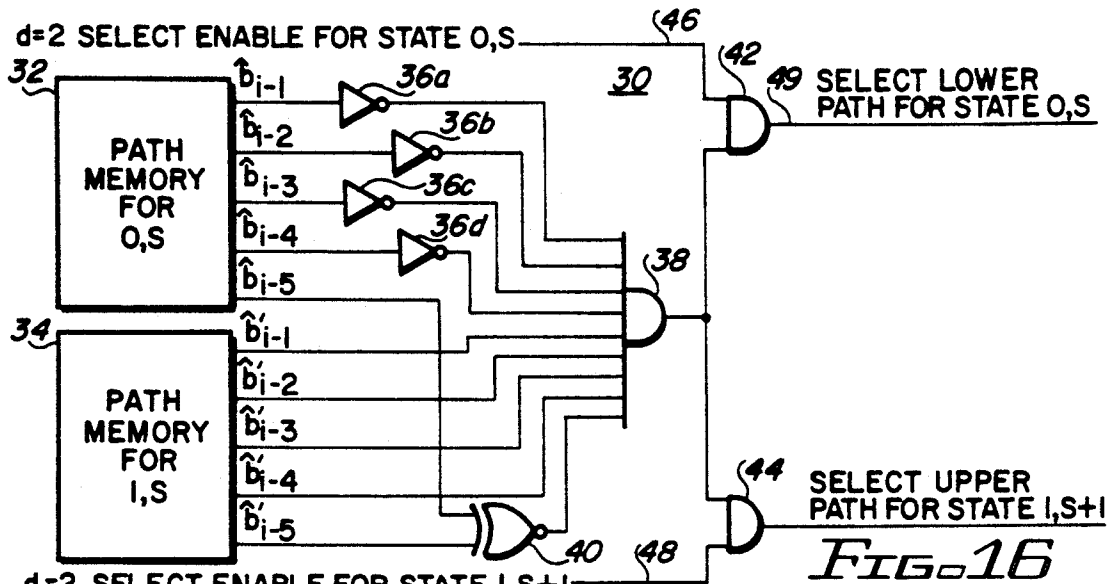 d=2 SELECT ENABLE FOR STATE 0,S
46
42
32
b̂i-1
36a
30
49
SELECT LOWER
PATH FOR STATE 0,S
b̂i-2
36b
PATH
MEMORY
FOR
0,S
b̂i-3
36c
b̂i-4
36d
38
b̂i-5
34
b̂'i-1
b̂'i-2
PATH
MEMORY
FOR
1,S
b̂'i-3
b̂'i-4
44
SELECT UPPER
PATH FOR STATE 1,S+1
b̂'i-5
40
48
FIG. 16
d=2 SELECT ENABLE FOR STATE 1,S+1